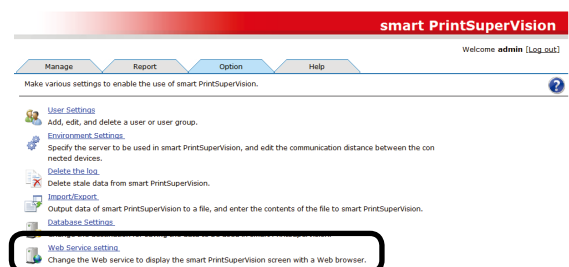 smart PrintSuperVision
Welcome admin [Log out]
Manage Report Option Help
Make various settings to enable the use of smart PrintSuperVision.
User Settings
Add, edit, and delete a user or user group.
Environment Settings
Specify the server to be used in smart PrintSuperVision, and edit the communication distance between the con
nected devices.
Delete the log
Delete stale data from smart PrintSuperVision.
Import/Export
Output data of smart PrintSuperVision to a file, and enter the contents of the file to smart PrintSuperVision.
Database Settings
Web Service setting
Change the Web service to display the smart PrintSuperVision screen with a Web browser.